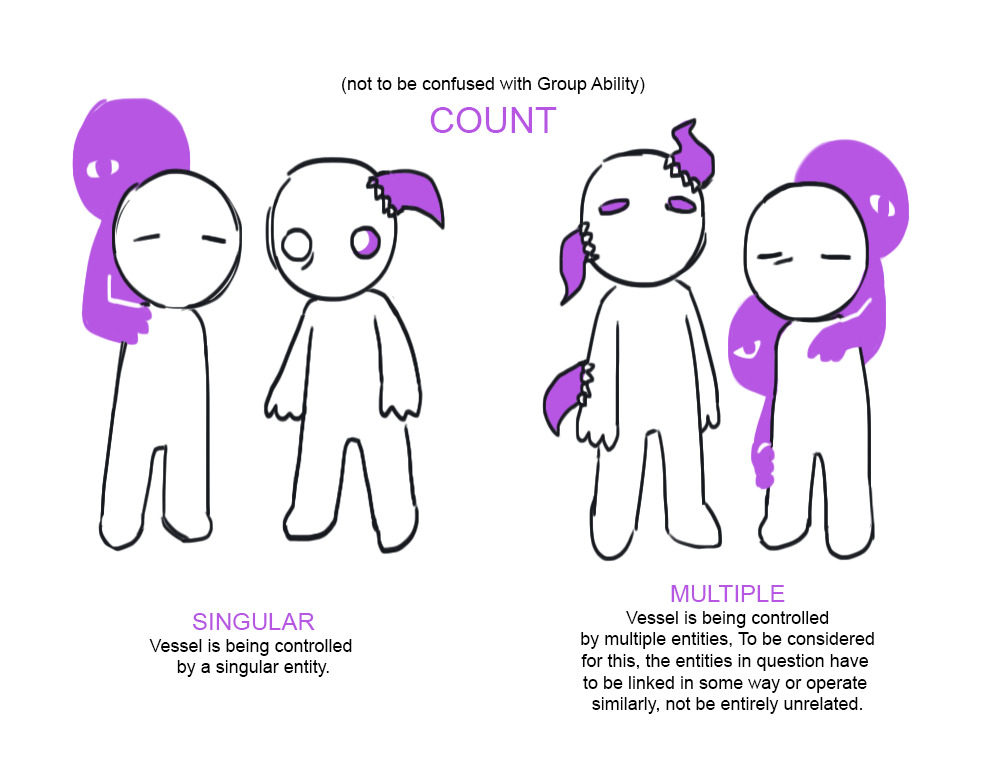 (not to be confused with Group Ability)
COUNT
SINGULAR
Vessel is being controlled
by a singular entity.
MULTIPLE
Vessel is being controlled
by multiple entities, To be considered
for this, the entities in question have
to be linked in some way or operate
similarly, not be entirely unrelated.